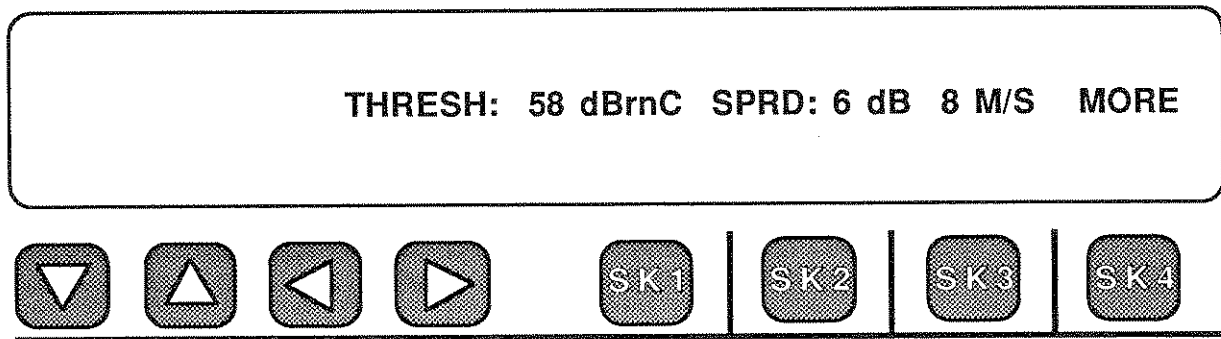 THRESH: 58 dBrnC SPRD: 6 dB 8 M/S MORE
SK1 SK2 SK3 SK4